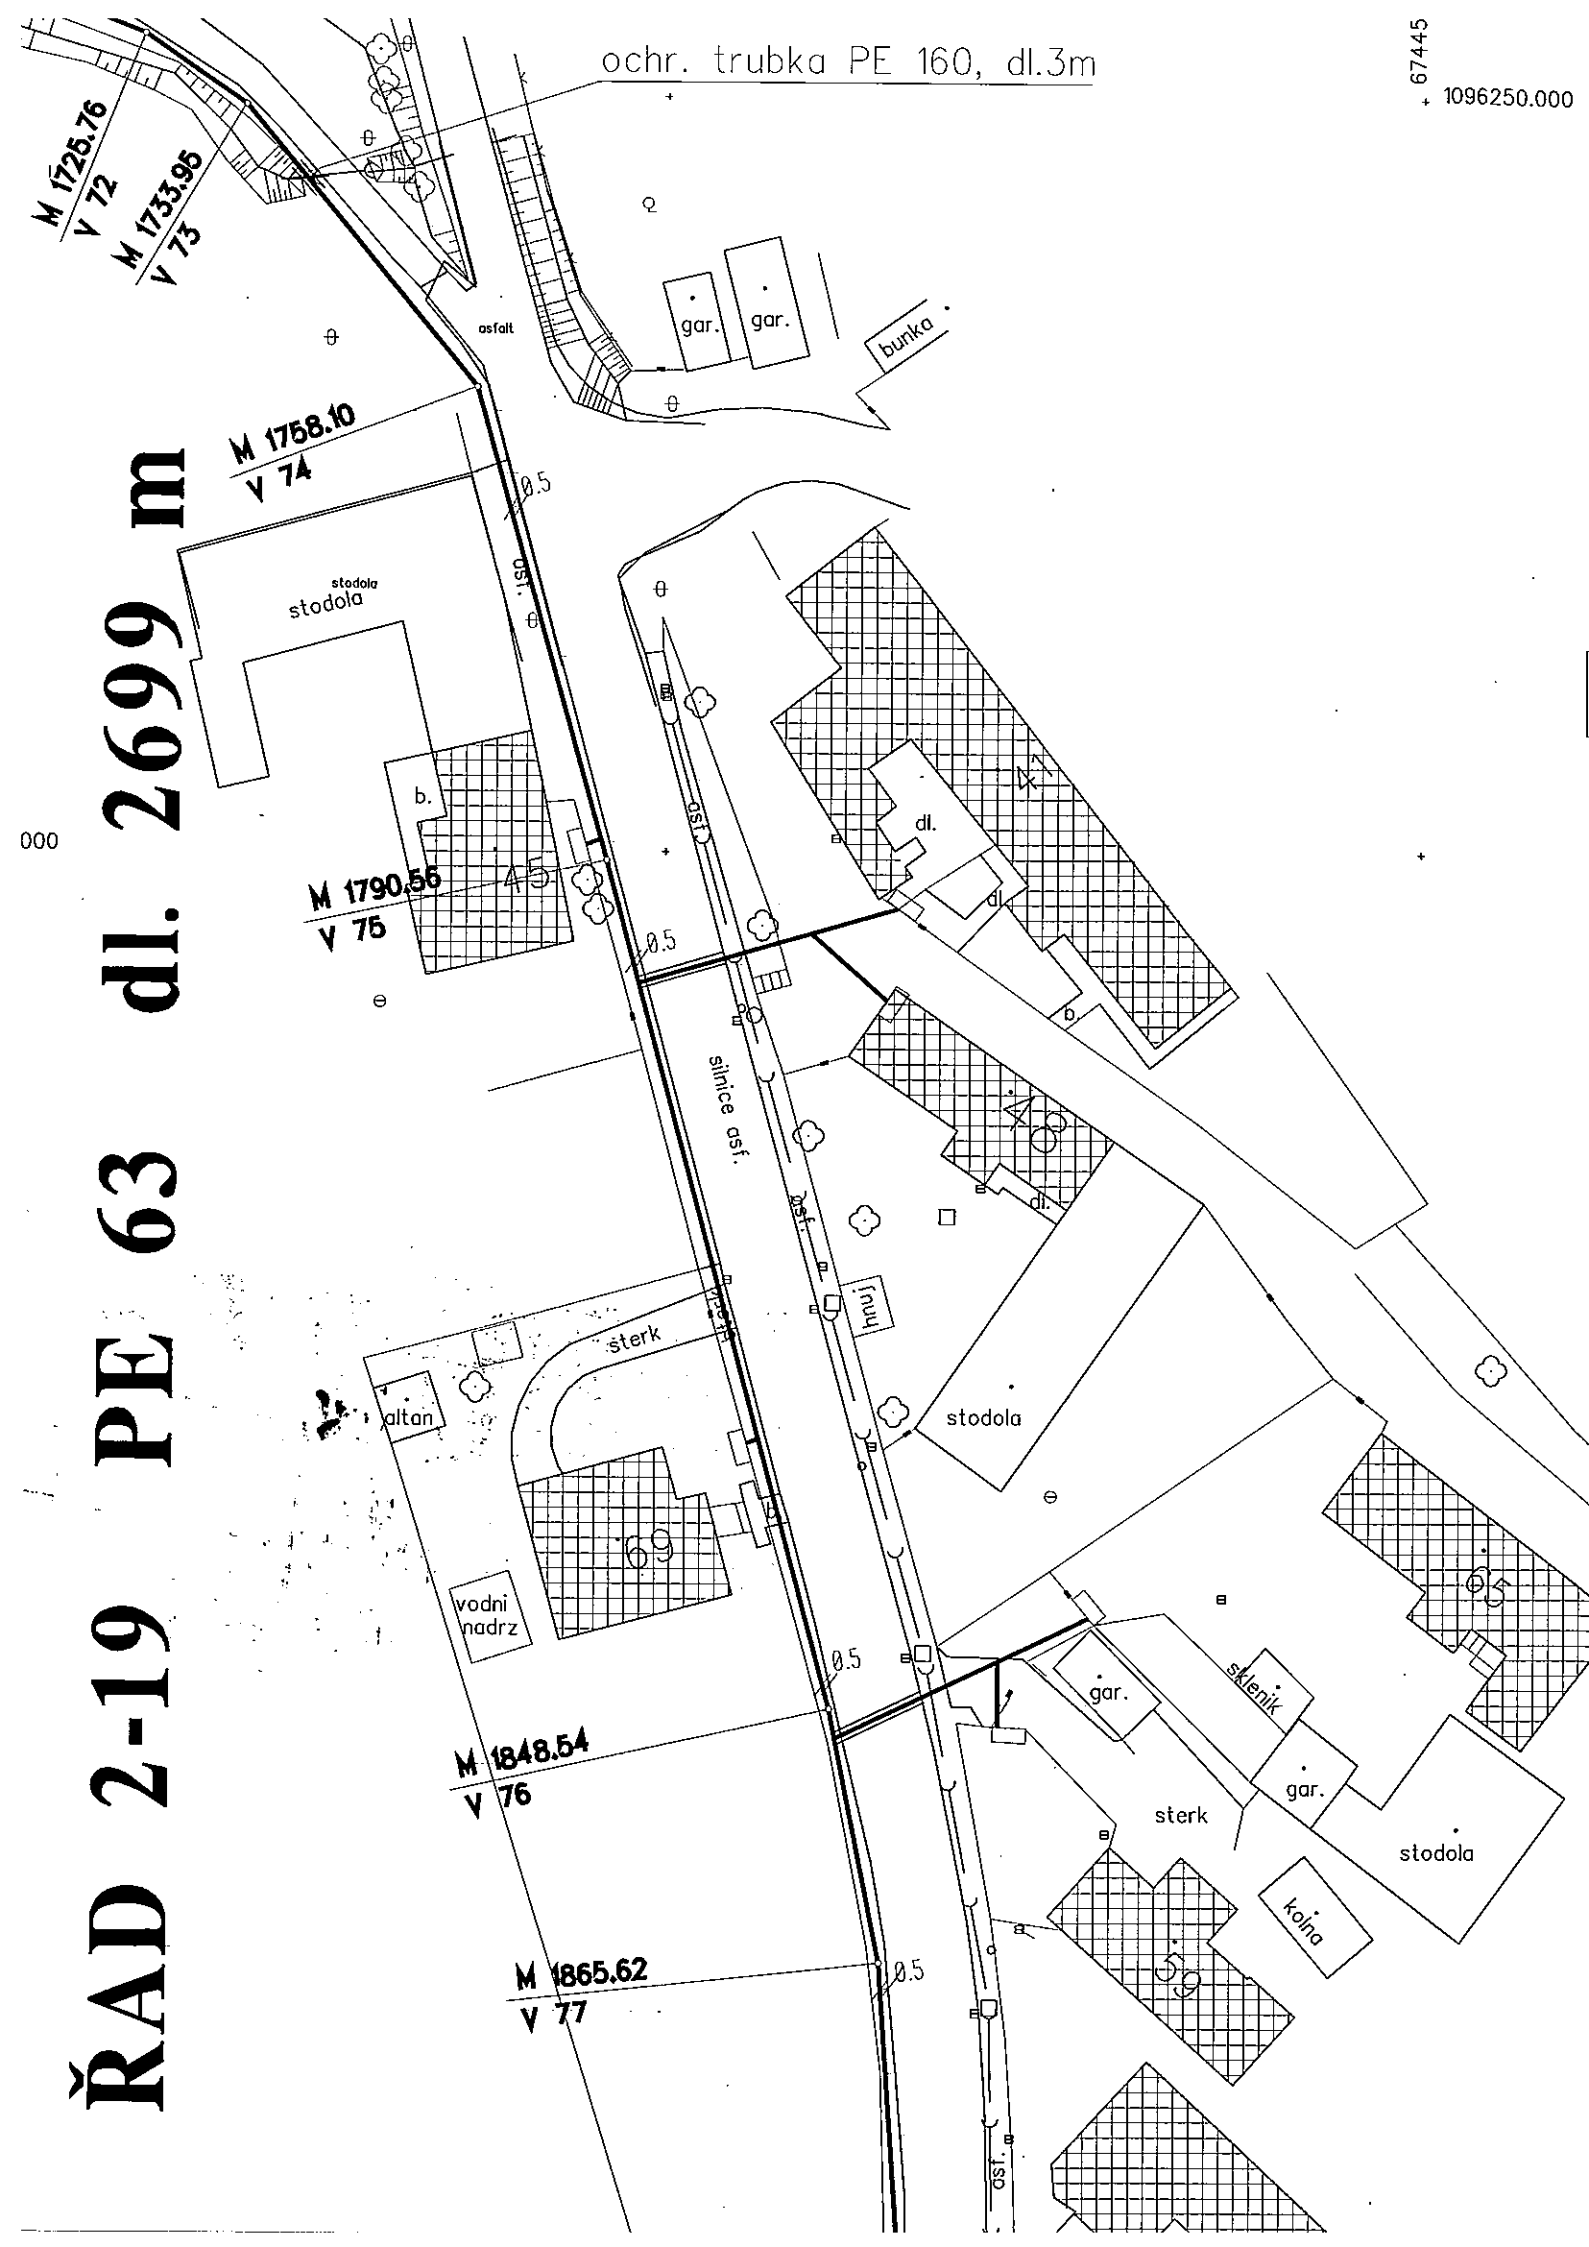 ochr. trubka PE 160, dl.3m
67445
1096250.000
M 1725.76
V 72
M 1733.95
V 73
asfalt
gar.
gar.
bunka
M 1758.10
V 74
0.5
asf.
stodola
stodola
b.
45
000
M 1790.56
V 75
asf.
47
dl.
dl.
b.
0.5
silnice asf.
48
dl.
asf.
hnuj
sterk
altan
stodola
69
b.
vodni
nadrz
65
0.5
gar.
sklenik
M 1848.54
V 76
gar.
sterk
stodola
kolna
59
M 1865.62
V 77
0.5
asf.
ŘAD 2-19 PE 63 dl. 2699 m